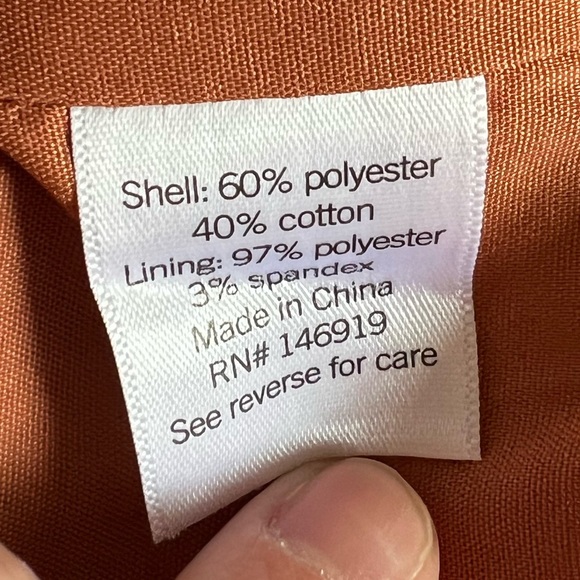 Shell: 60% polyester
40% cotton
Lining: 97% polyester
3% spandex
Made in China
RN# 146919
See reverse for care